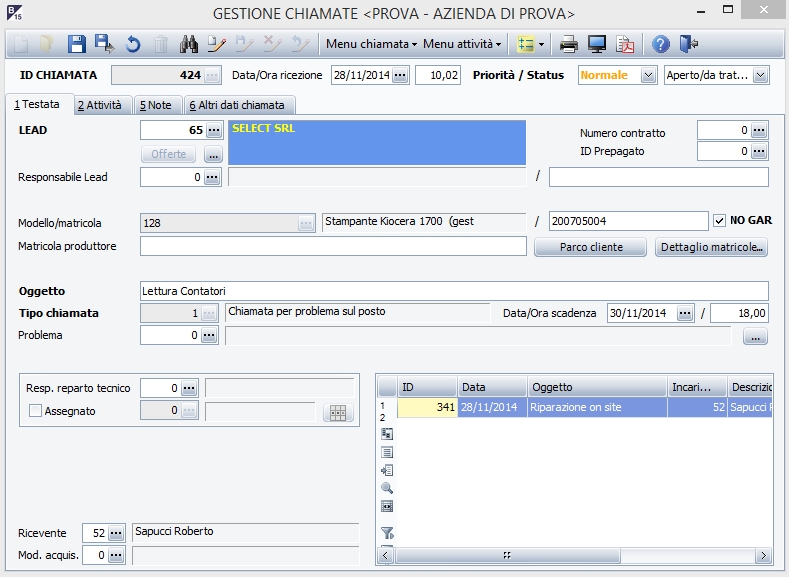 B 15 GESTIONE CHIAMATE <PROVA - AZIENDA DI PROVA>
Menu chiamata Menu attività
ID CHIAMATA 424 Data/Ora ricezione 28/11/2014 10,02 Priorità / Status Normale Aperto/da trat...
1 Testata 2 Attività 5 Note 6 Altri dati chiamata
LEAD 65 SELECT SRL Numero contratto 0
Offerte ID Prepagato 0
Responsabile Lead 0 /
Modello/matricola 128 Stampante Kiocera 1700 (gest / 200705004 NO GAR
Matricola produttore Parco cliente Dettaglio matricole...
Oggetto Lettura Contatori
Tipo chiamata 1 Chiamata per problema sul posto Data/Ora scadenza 30/11/2014 / 18,00
Problema 0
Resp. reparto tecnico 0
Assegnato 0
ID Data Oggetto Incari... Descrizio
1 341 28/11/2014 Riparazione on site 52 Sapucci F
2
Ricevente 52 Sapucci Roberto
Mod. acquis. 0